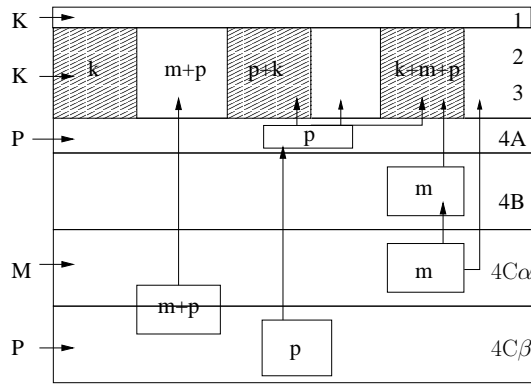 K 1
k m+p p+k k+m+p 2
K 3
P p 4A
m 4B
M m 4Cα
m+p
P p 4Cβ